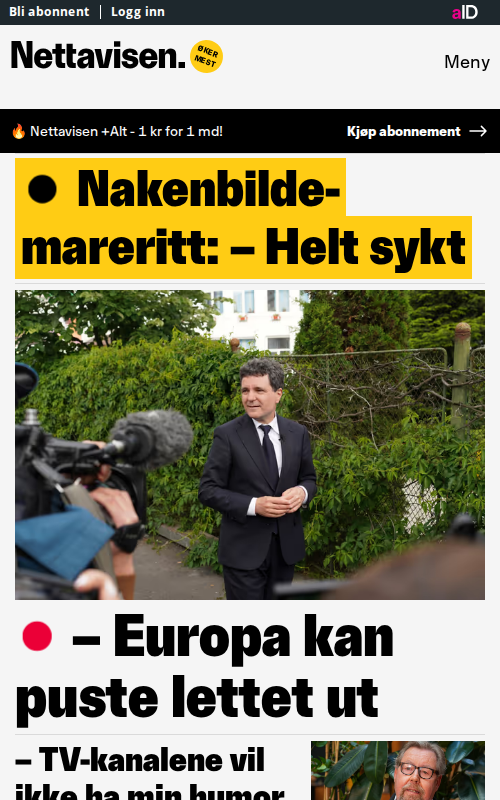 Bli abonnent | Logg inn
aID
Nettavisen.
ØKER
MEST
Meny
🔥 Nettavisen +Alt - 1 kr for 1 md!
Kjøp abonnement →
Nakenbilde-
mareritt: – Helt sykt
– Europa kan
puste lettet ut
– TV-kanalene vil
ikke ha min humor